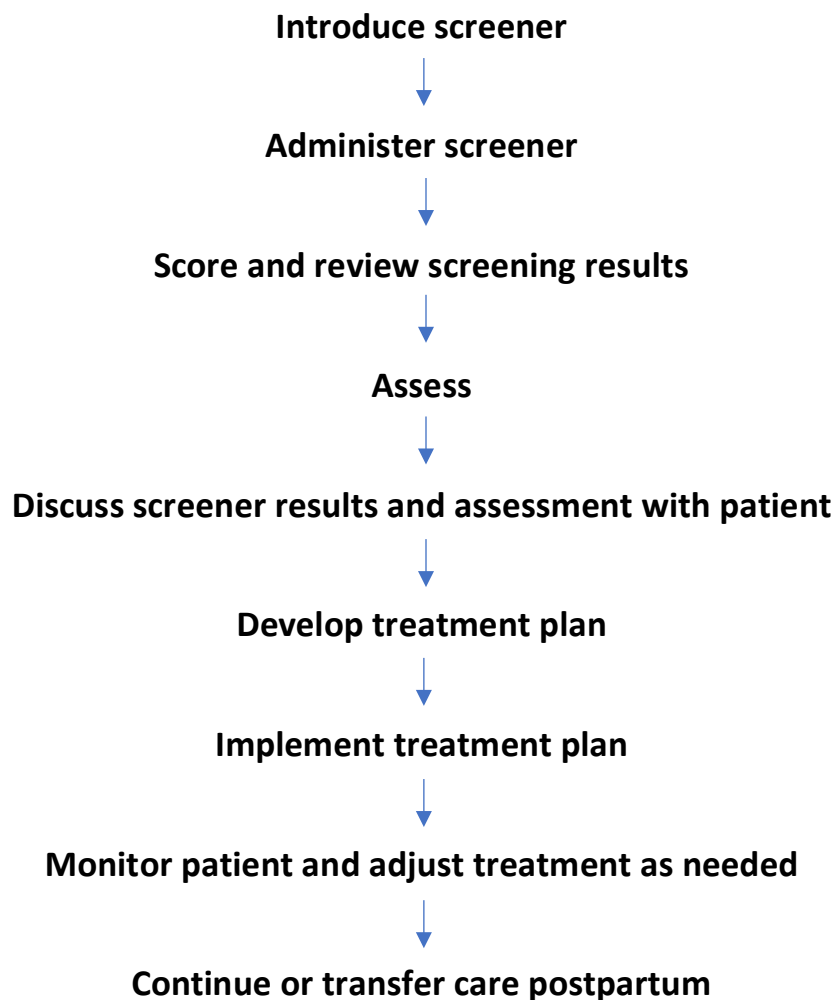 Introduce screener
Administer screener
Score and review screening results
Assess
Discuss screener results and assessment with patient
Develop treatment plan
Implement treatment plan
Monitor patient and adjust treatment as needed
Continue or transfer care postpartum